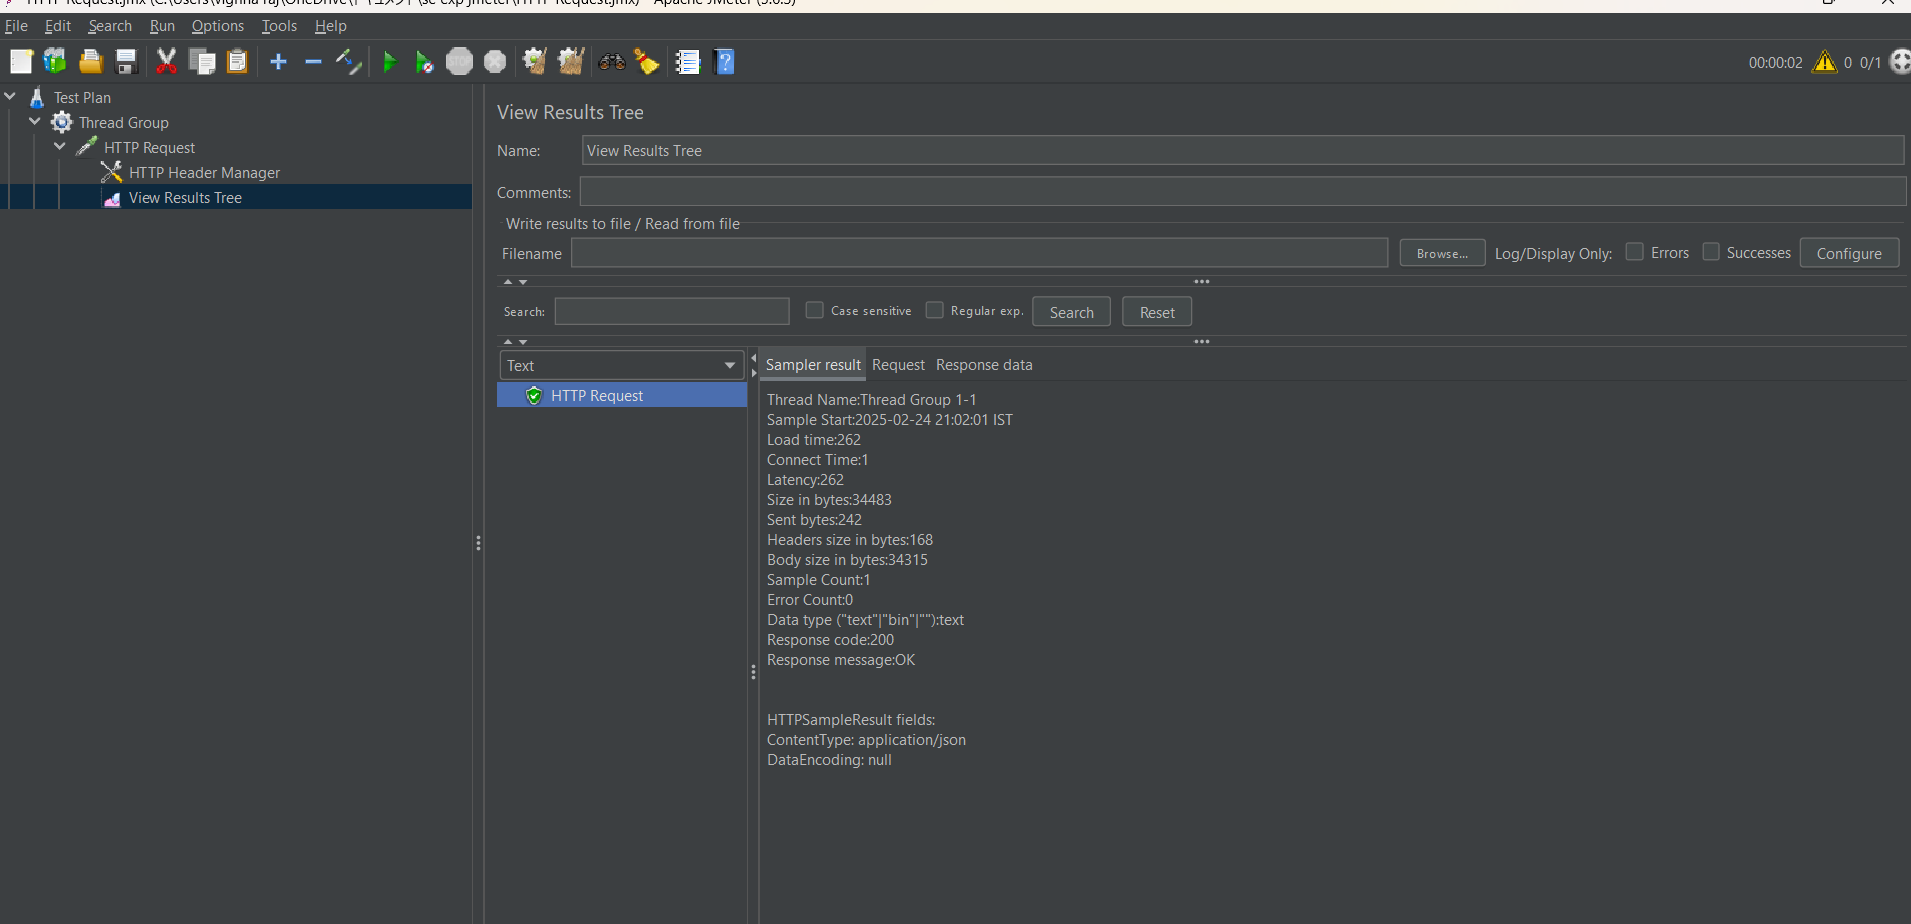 File Edit Search Run Options Tools Help
00:00:02 0 0/1
Test Plan
Thread Group
HTTP Request
HTTP Header Manager
View Results Tree
View Results Tree
Name: View Results Tree
Comments:
Write results to file / Read from file
Filename Browse... Log/Display Only: Errors Successes Configure
Search: Case sensitive Regular exp. Search Reset
Text
HTTP Request
Sampler result Request Response data
Thread Name:Thread Group 1-1
Sample Start:2025-02-24 21:02:01 IST
Load time:262
Connect Time:1
Latency:262
Size in bytes:34483
Sent bytes:242
Headers size in bytes:168
Body size in bytes:34315
Sample Count:1
Error Count:0
Data type ("text"|"bin"|""):text
Response code:200
Response message:OK
HTTPSampleResult fields:
ContentType: application/json
DataEncoding: null